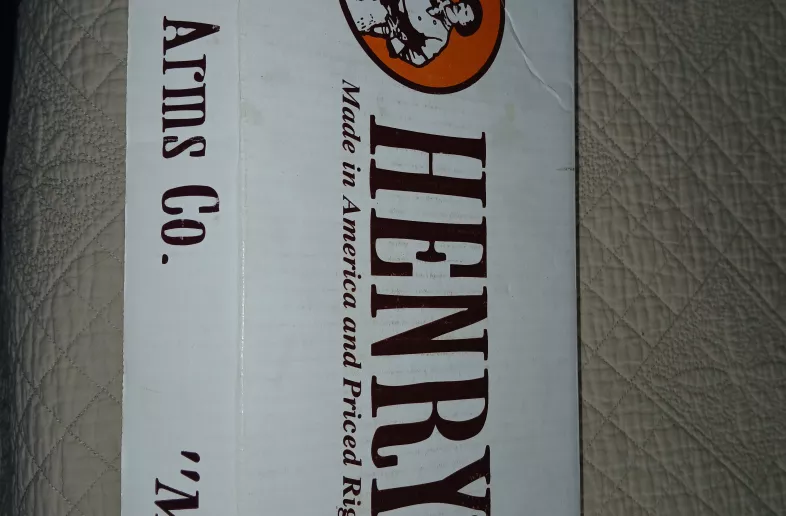 HENRY
Made in America and Priced Rig
Arms Co.
"M